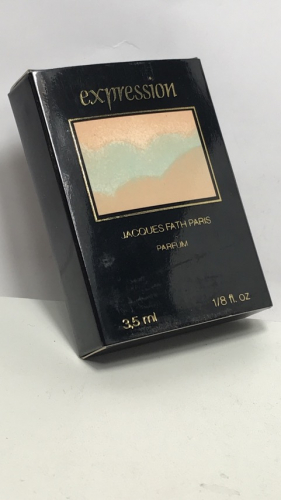 expression
JACQUES FATH PARIS
PARFUM
3,5 ml 1/8 fl. oz